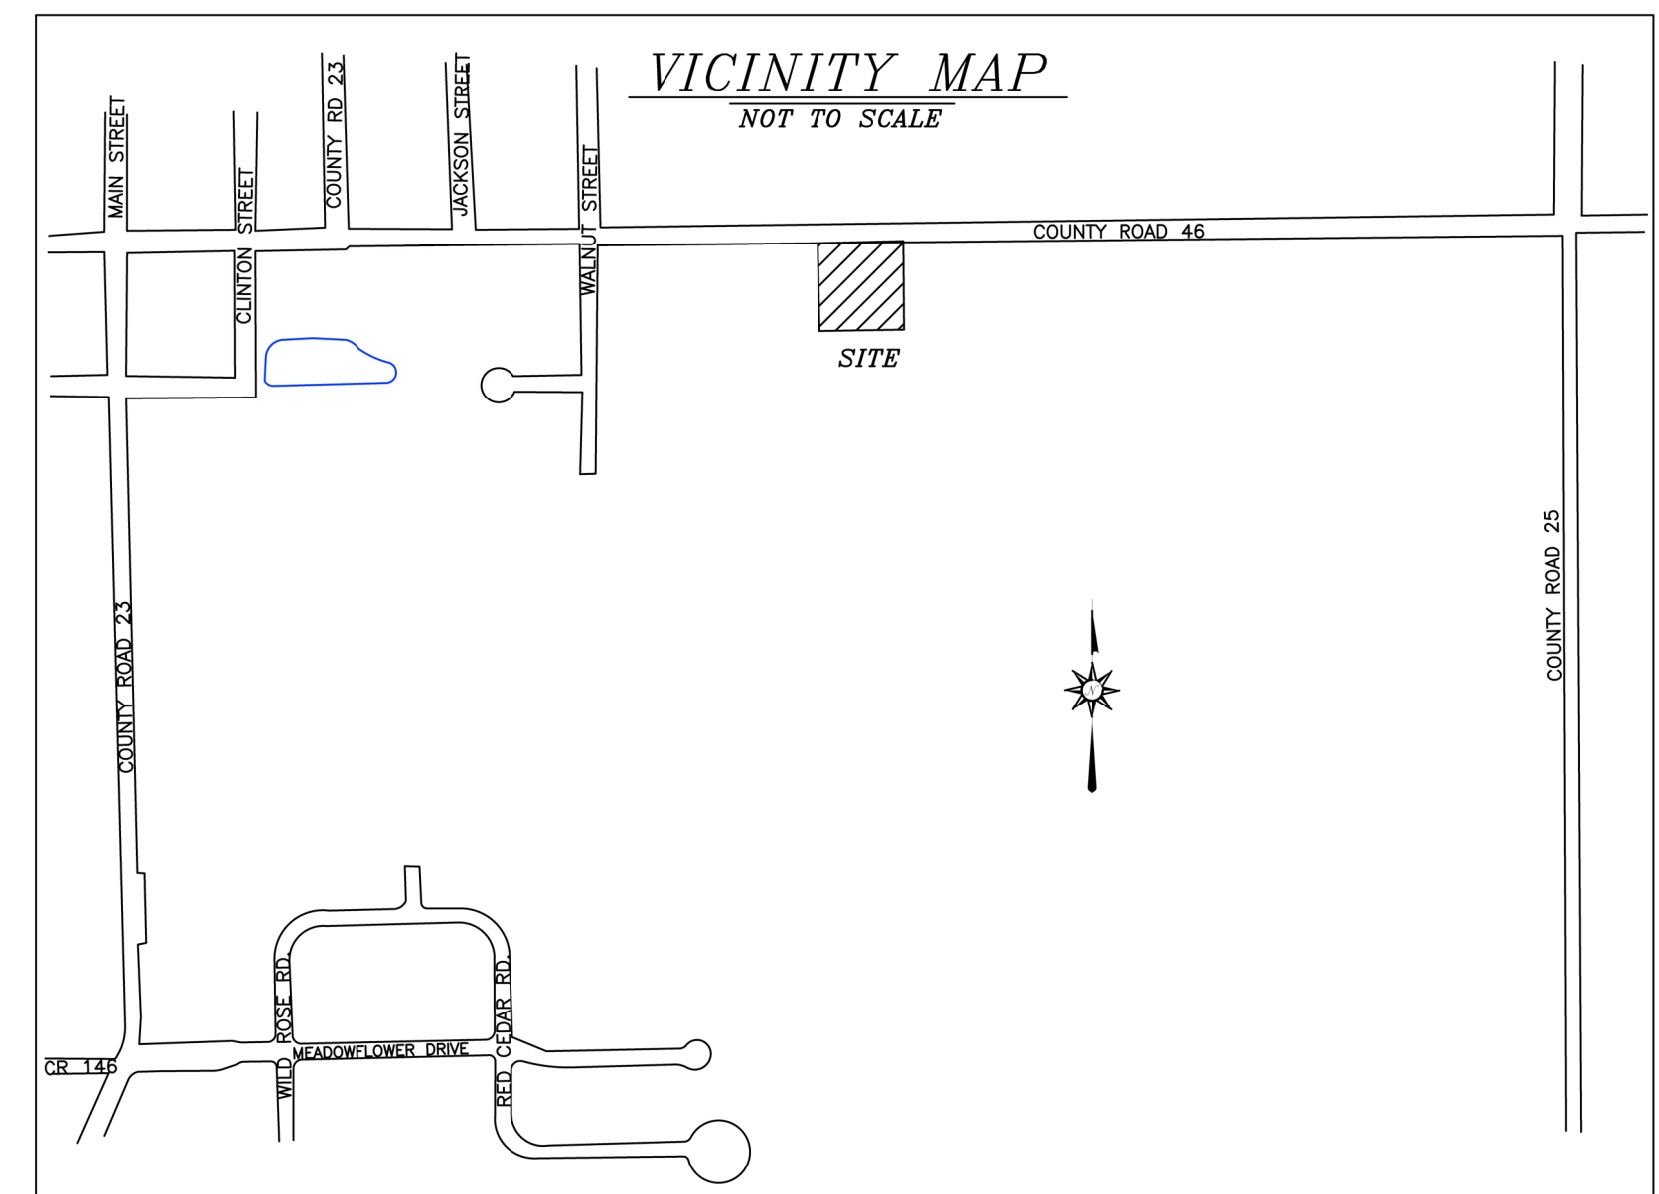 VICINITY MAP
NOT TO SCALE
MAIN STREET
CLINTON STREET
COUNTY RD 23
JACKSON STREET
WALNUT STREET
COUNTY ROAD 46
SITE
COUNTY ROAD 25
COUNTY ROAD 23
N
WILD ROSE RD.
RED CEDAR RD.
MEADOWFLOWER DRIVE
CR 146